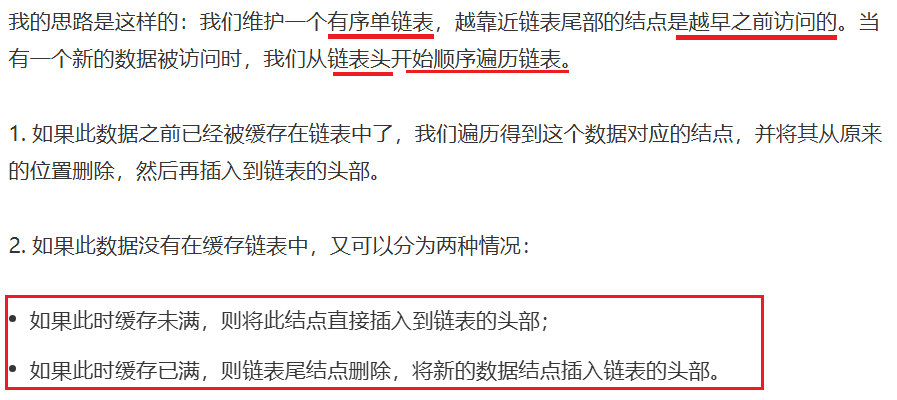 我的思路是这样的：我们维护一个有序单链表，越靠近链表尾部的结点是越早之前访问的。当
有一个新的数据被访问时，我们从链表头开始顺序遍历链表。
1. 如果此数据之前已经被缓存在链表中了，我们遍历得到这个数据对应的结点，并将其从原来
的位置删除，然后再插入到链表的头部。
2. 如果此数据没有在缓存链表中，又可以分为两种情况：
• 如果此时缓存未满，则将此结点直接插入到链表的头部；
• 如果此时缓存已满，则链表尾结点删除，将新的数据结点插入链表的头部。